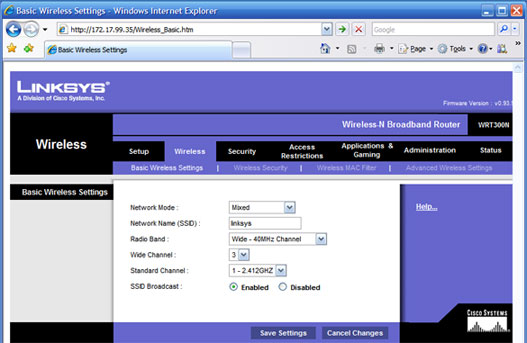 Basic Wireless Settings - Windows Internet Explorer
http://172.17.99.35/Wireless_Basic.htm
Google
Basic Wireless Settings
Page
Tools
LINKSYS®
A Division of Cisco Systems, Inc.
Firmware Version : v0.93.
Wireless
Wireless-N Broadband Router
WRT300N
Setup
Wireless
Security
Access Restrictions
Applications & Gaming
Administration
Status
Basic Wireless Settings | Wireless Security | Wireless MAC Filter | Advanced Wireless Settings
Basic Wireless Settings
Network Mode : Mixed
Network Name (SSID) : linksys
Radio Band : Wide - 40MHz Channel
Wide Channel : 3
Standard Channel : 1 - 2.412GHZ
SSID Broadcast : Enabled Disabled
Help...
Save Settings
Cancel Changes
CISCO SYSTEMS